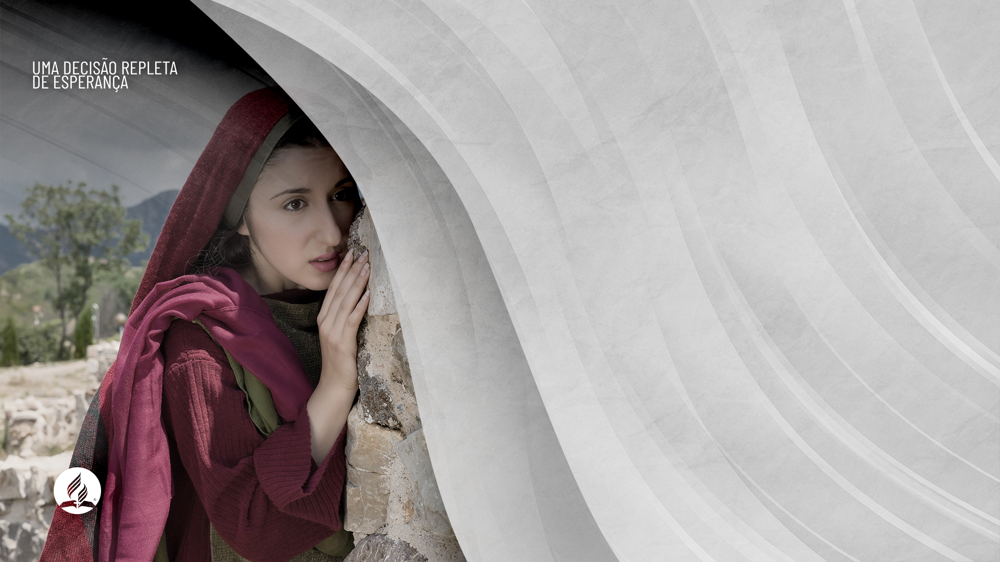 UMA DECISÃO REPLETA
DE ESPERANÇA